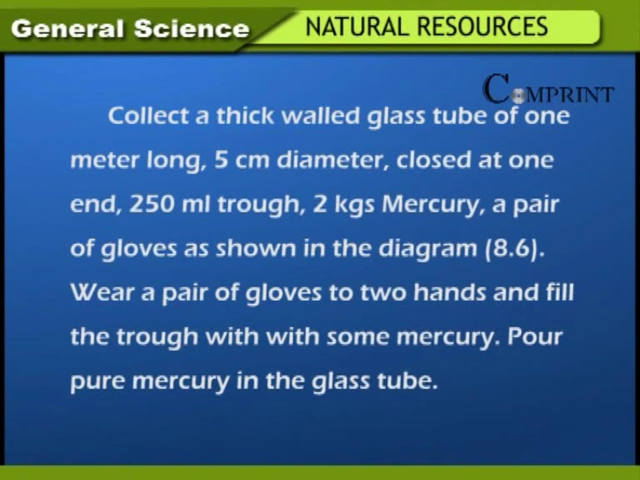 General Science
NATURAL RESOURCES
COMPRINT
Collect a thick walled glass tube of one
meter long, 5 cm diameter, closed at one
end, 250 ml trough, 2 kgs Mercury, a pair
of gloves as shown in the diagram (8.6).
Wear a pair of gloves to two hands and fill
the trough with with some mercury. Pour
pure mercury in the glass tube.